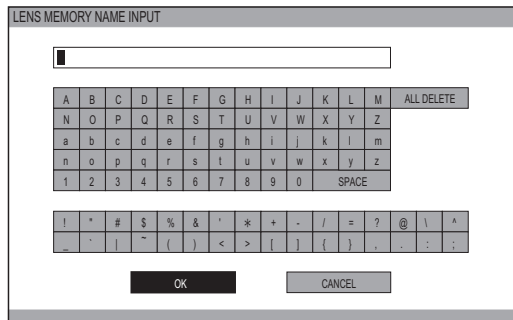 LENS MEMORY NAME INPUT
A B C D E F G H I J K L M ALL DELETE
N O P Q R S T U V W X Y Z
a b c d e f g h i j k l m
n o p q r s t u v w x y z
1 2 3 4 5 6 7 8 9 0 SPACE
! " # $ % & ' * + - / = ? @ \ ^
_ ` | ~ ( ) < > [ ] { } , . : ;
OK CANCEL